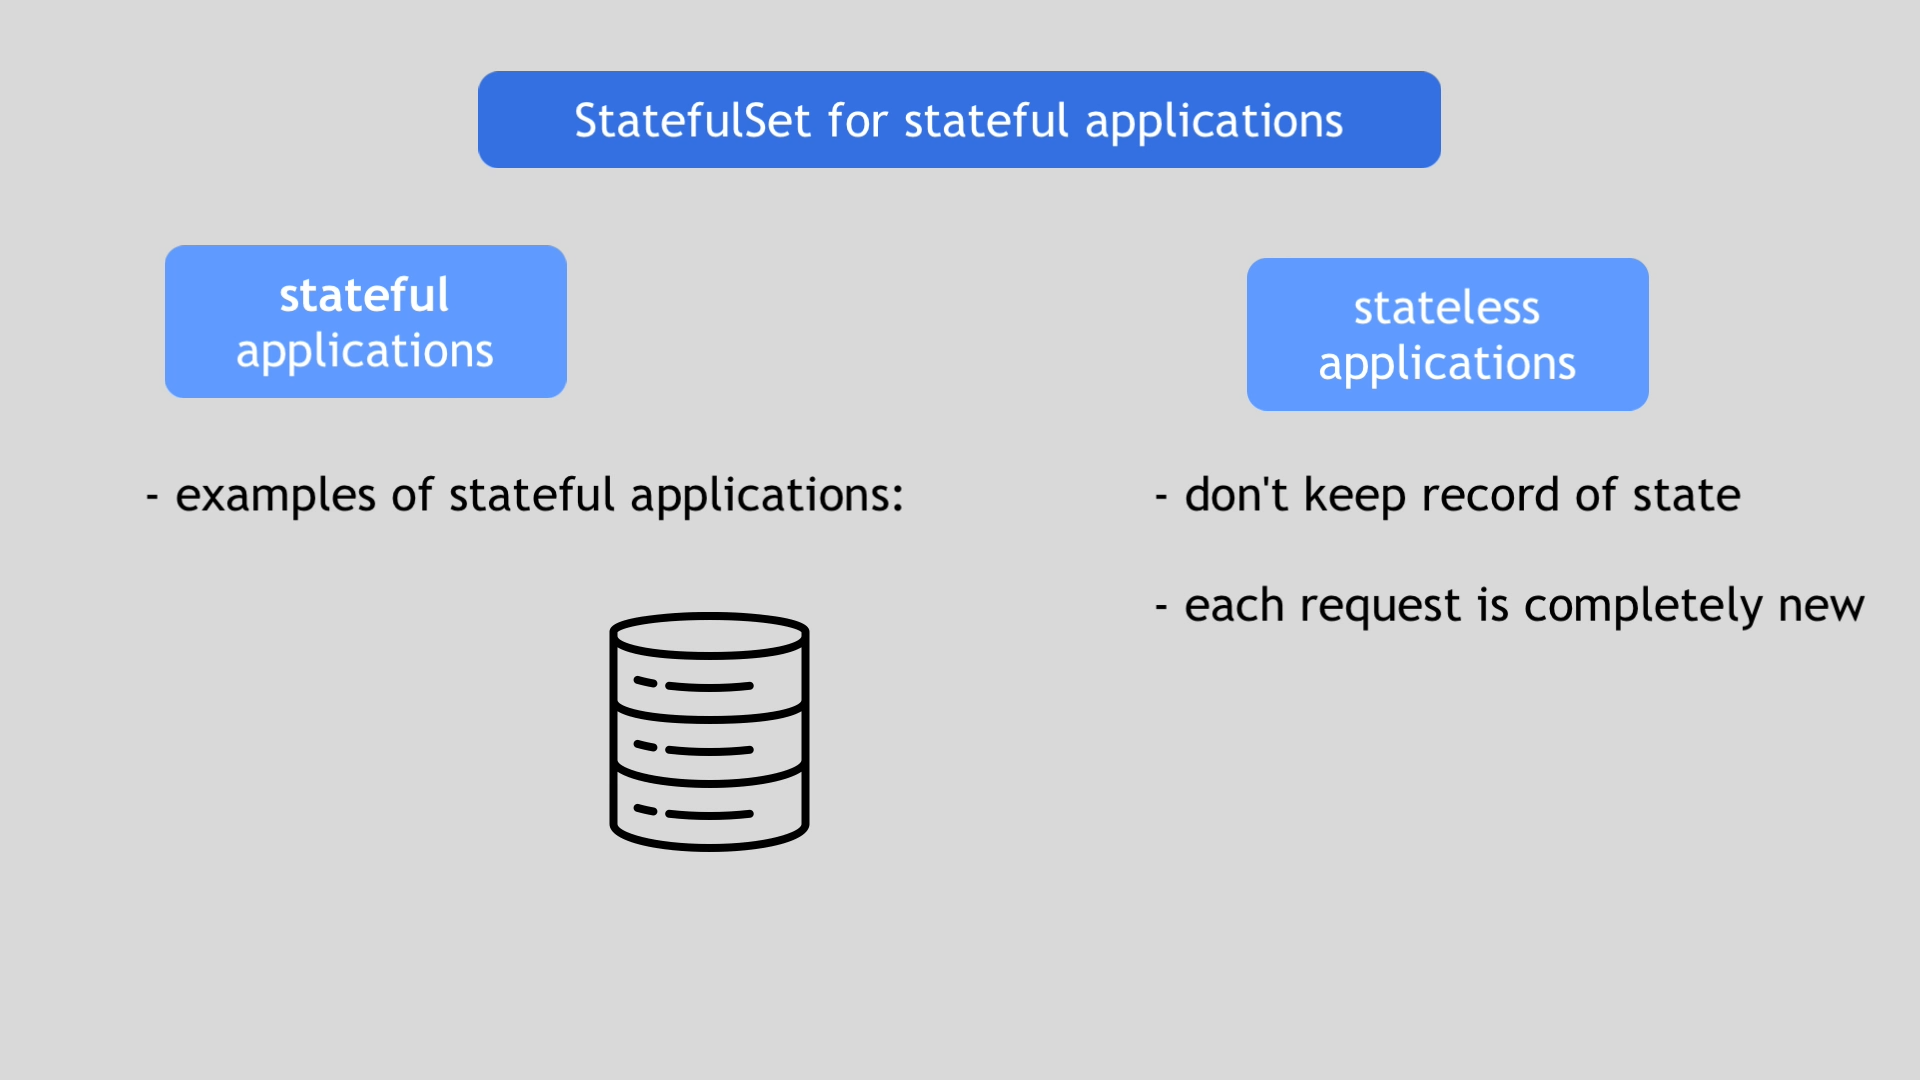 StatefulSet for stateful applications
stateful
applications
- examples of stateful applications:
stateless
applications
- don't keep record of state
- each request is completely new